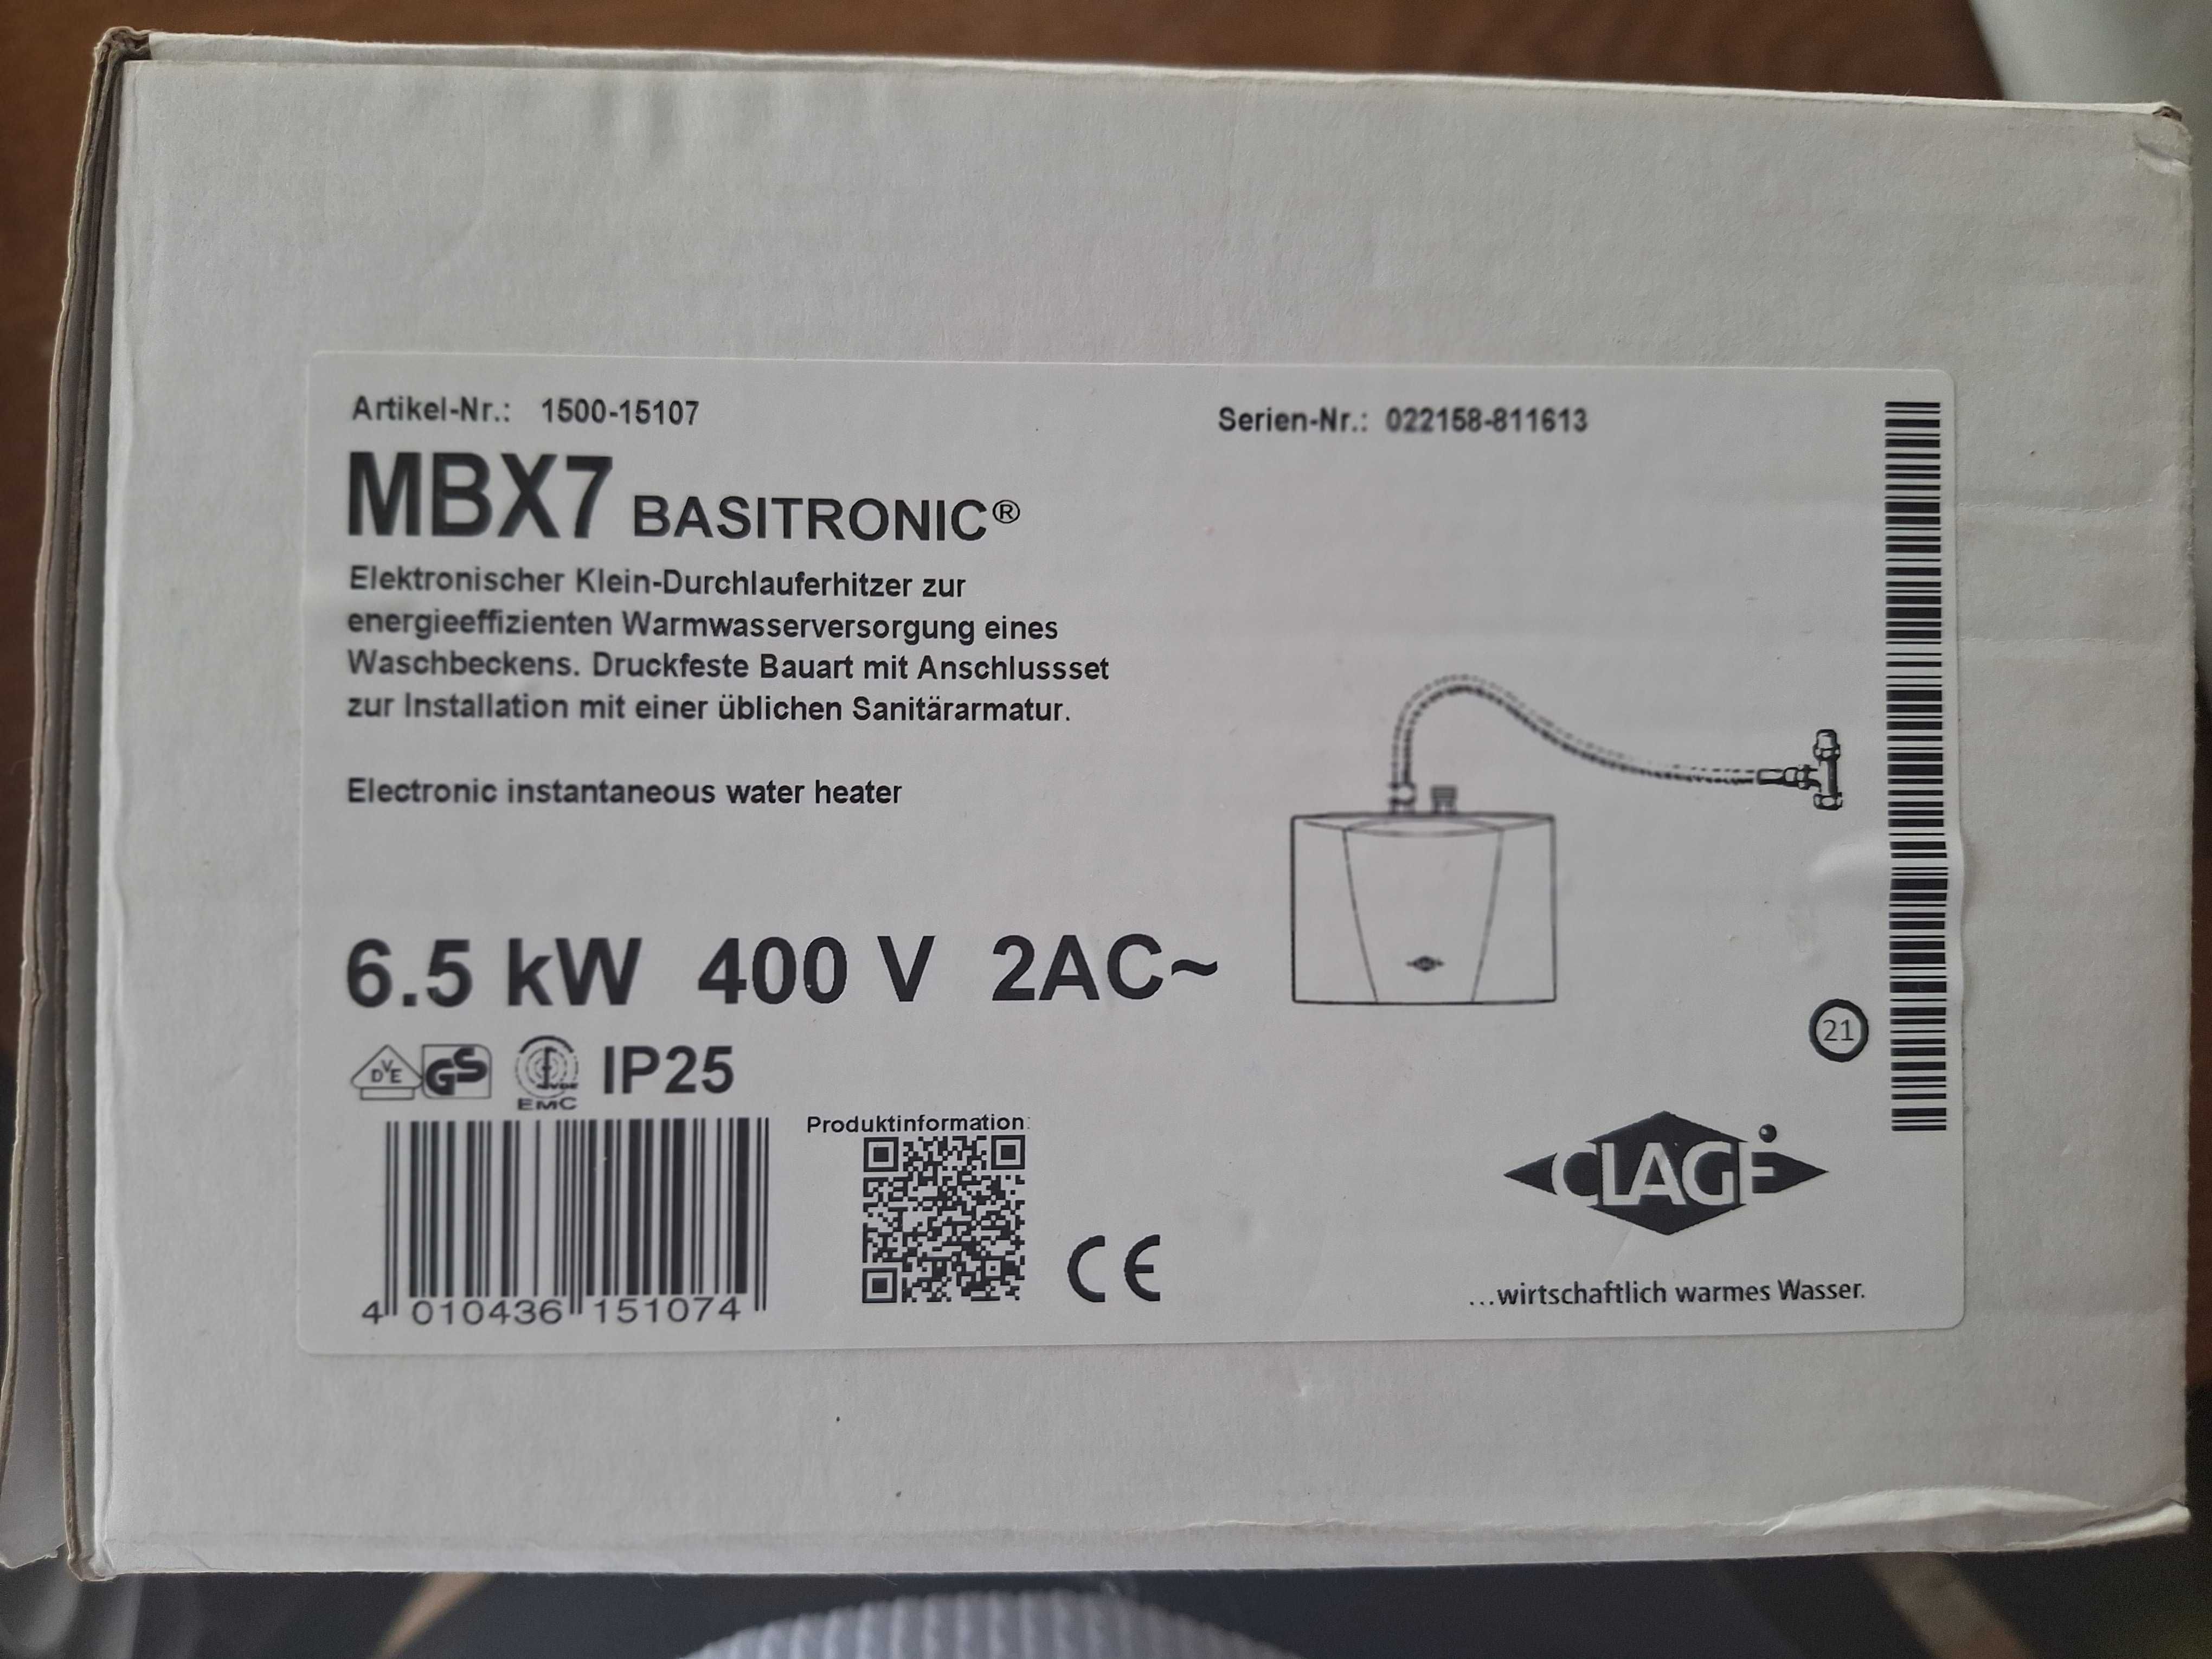 Artikel-Nr.: 1500-15107
Serien-Nr.: 022158-811613
MBX7 BASITRONIC®
Elektronischer Klein-Durchlauferhitzer zur
energieeffizienten Warmwasserversorgung eines
Waschbeckens. Druckfeste Bauart mit Anschlussset
zur Installation mit einer üblichen Sanitärarmatur.
Electronic instantaneous water heater
6.5 kW 400 V 2AC~
21
DVE GS VDE EMC IP25
Produktinformation:
CLAGE
CE
...wirtschaftlich warmes Wasser.
4 010436 151074